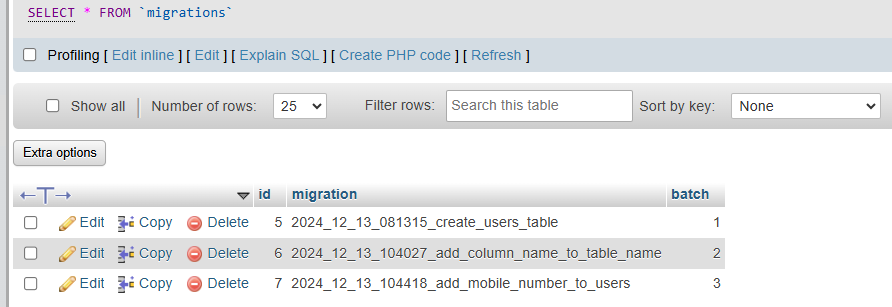 SELECT * FROM `migrations`
Profiling [ Edit inline ] [ Edit ] [ Explain SQL ] [ Create PHP code ] [ Refresh ]
Show all Number of rows: 25 Filter rows: Search this table Sort by key: None
Extra options
id migration batch
Edit Copy Delete 5 2024_12_13_081315_create_users_table 1
Edit Copy Delete 6 2024_12_13_104027_add_column_name_to_table_name 2
Edit Copy Delete 7 2024_12_13_104418_add_mobile_number_to_users 3